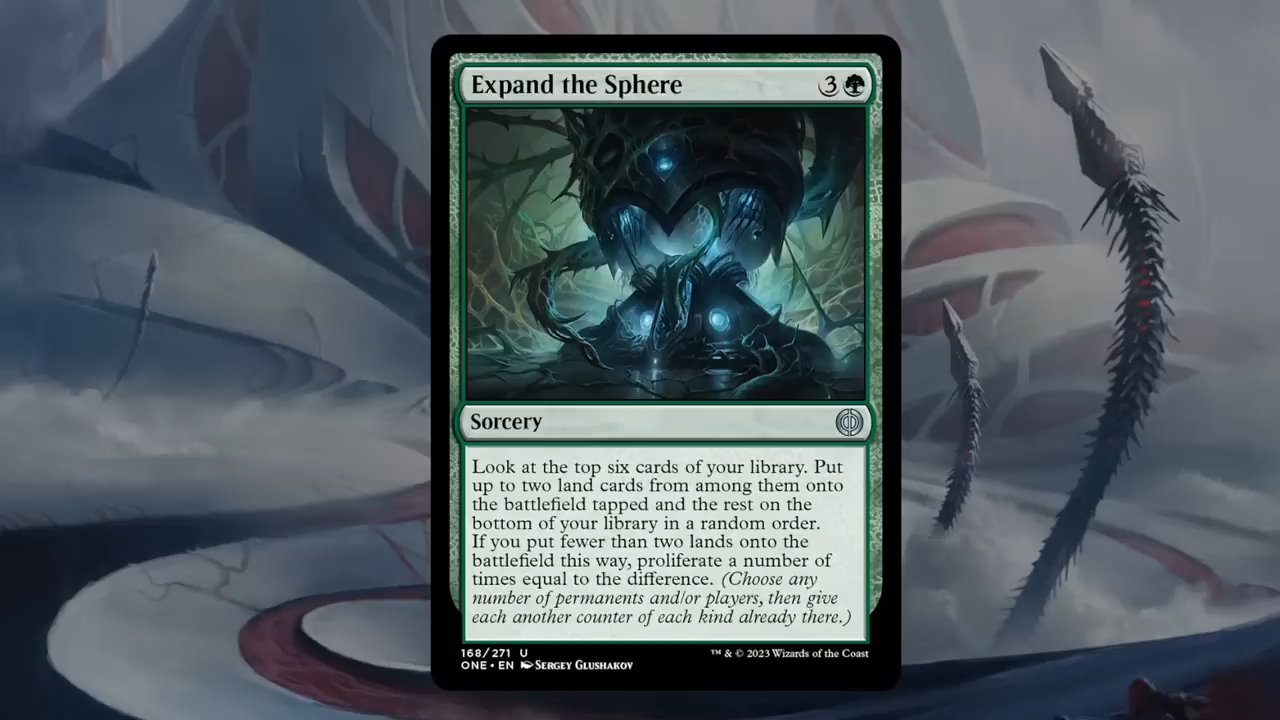 Expand the Sphere 3
Sorcery
Look at the top six cards of your library. Put
up to two land cards from among them onto
the battlefield tapped and the rest on the
bottom of your library in a random order.
If you put fewer than two lands onto the
battlefield this way, proliferate a number of
times equal to the difference. (Choose any
number of permanents and/or players, then give
each another counter of each kind already there.)
168/271 U ™ & © 2023 Wizards of the Coast
ONE • EN Sergey Glushakov